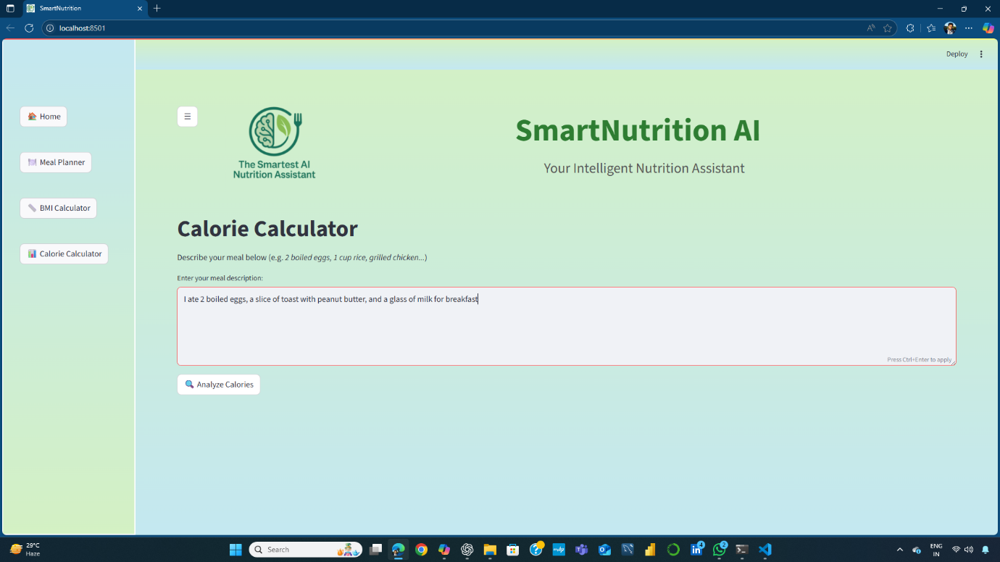 SmartNutrition
localhost:8501
Deploy
Home
Meal Planner
BMI Calculator
Calorie Calculator
The Smartest AI
Nutrition Assistant
SmartNutrition AI
Your Intelligent Nutrition Assistant
Calorie Calculator
Describe your meal below (e.g. 2 boiled eggs, 1 cup rice, grilled chicken...)
Enter your meal description:
I ate 2 boiled eggs, a slice of toast with peanut butter, and a glass of milk for breakfast
Press Ctrl+Enter to apply
Analyze Calories
29°C
Haze
Search
4
2
ENG
IN